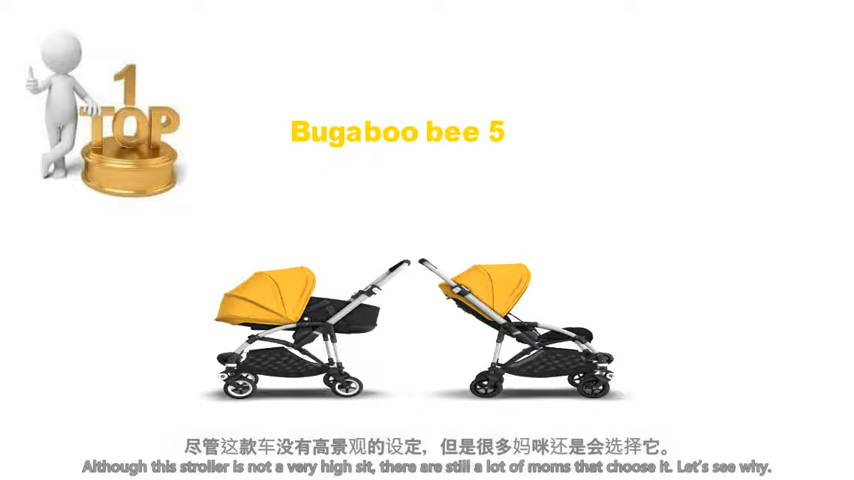 1
TOP
Bugaboo bee 5
尽管这款车没有高景观的设定，但是很多妈咪还是会选择它。
Although this stroller is not a very high sit, there are still a lot of moms that choose it. Let's see why.